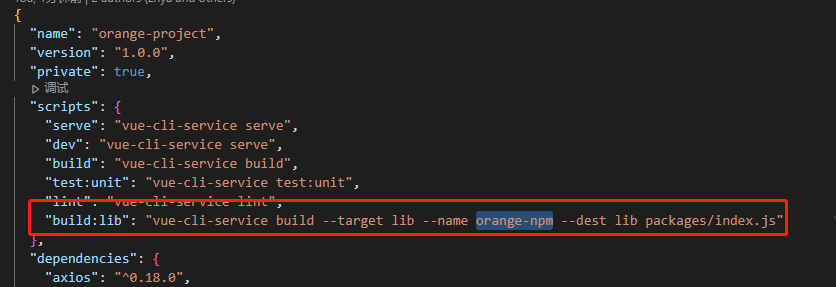 You, 1分钟前 | 2 authors (zhyu and others)
{
"name": "orange-project",
"version": "1.0.0",
"private": true,
调试
"scripts": {
"serve": "vue-cli-service serve",
"dev": "vue-cli-service serve",
"build": "vue-cli-service build",
"test:unit": "vue-cli-service test:unit",
"lint": "vue-cli-service lint",
"build:lib": "vue-cli-service build --target lib --name orange-npm --dest lib packages/index.js"
},
"dependencies": {
"axios": "^0.18.0",